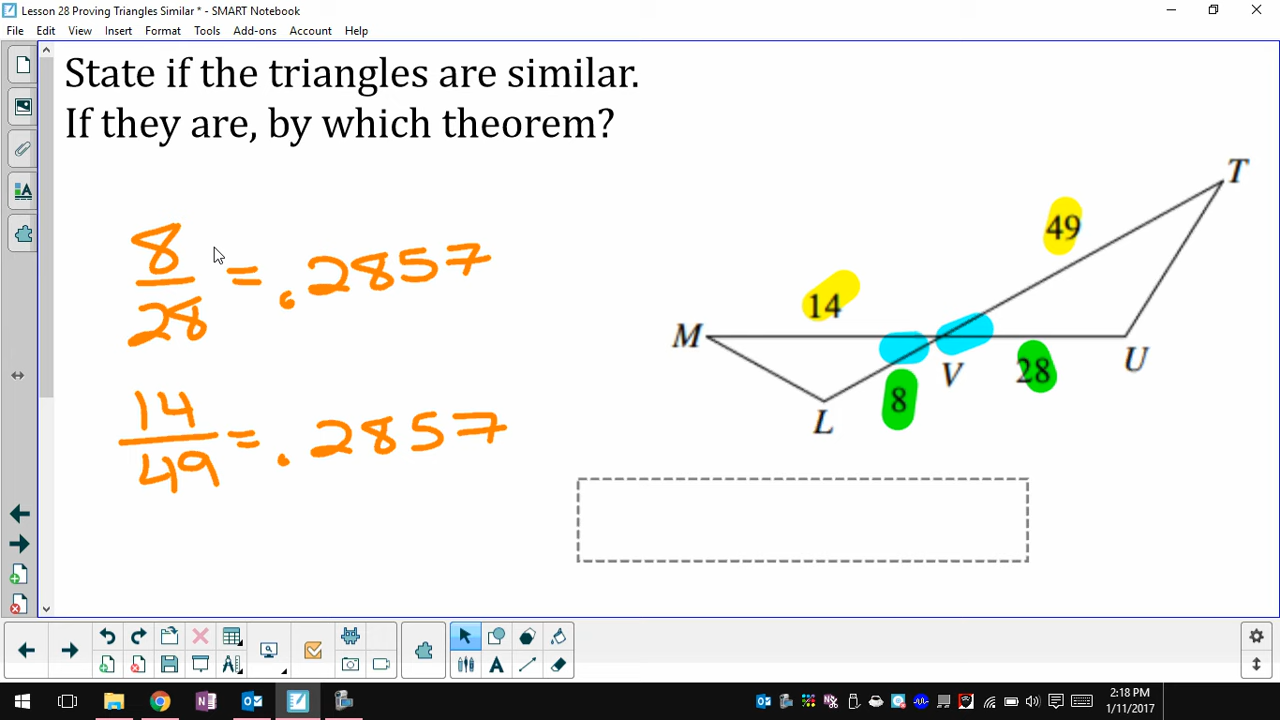 Lesson 28 Proving Triangles Similar * - SMART Notebook
File Edit View Insert Format Tools Add-ons Account Help
State if the triangles are similar.
If they are, by which theorem?
8
28
= .2857
14
49
= .2857
T
49
14
M
V
28
U
8
L
A
2:18 PM
1/11/2017